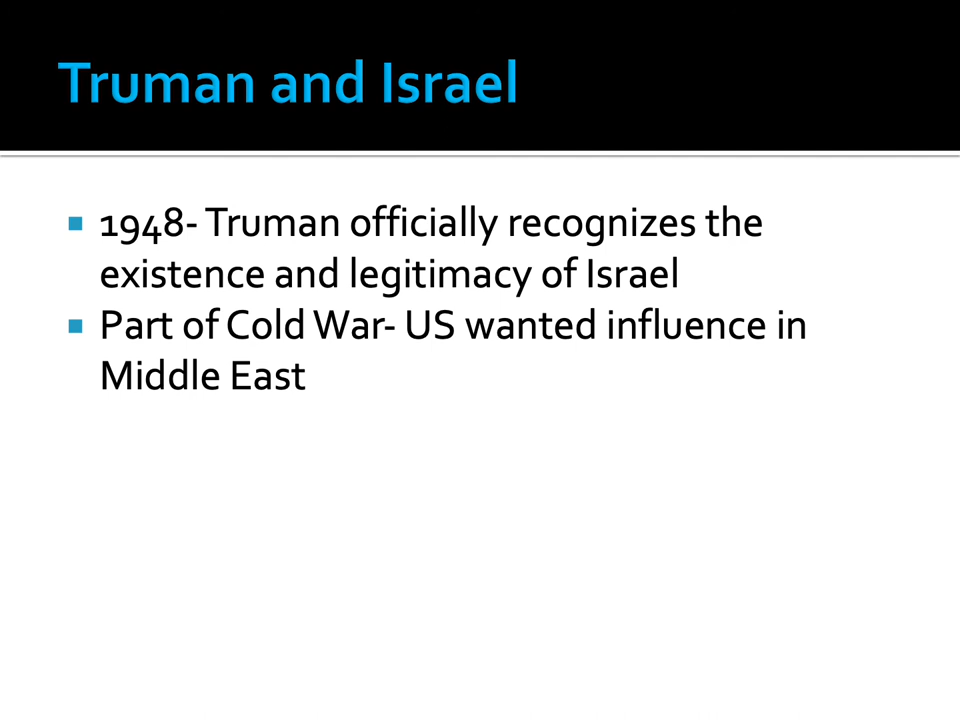 Truman and Israel
1948- Truman officially recognizes the
existence and legitimacy of Israel
Part of Cold War- US wanted influence in
Middle East